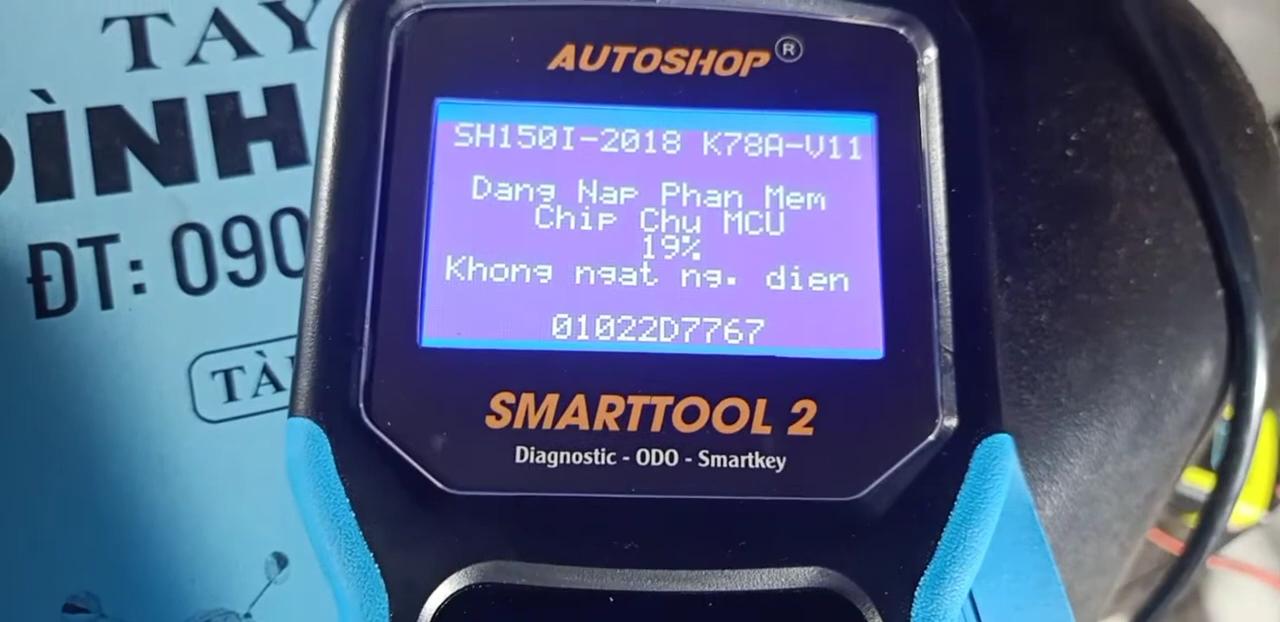 TAY
ĐÌNH
ĐT: 090
TÀI
AUTOSHOP ®
SH150I-2018 K78A-V11
Dang Nap Phan Mem
Chip Chu MCU
19%
Khong ngat ng. dien
01022D7767
SMARTTOOL 2
Diagnostic - ODO - Smartkey